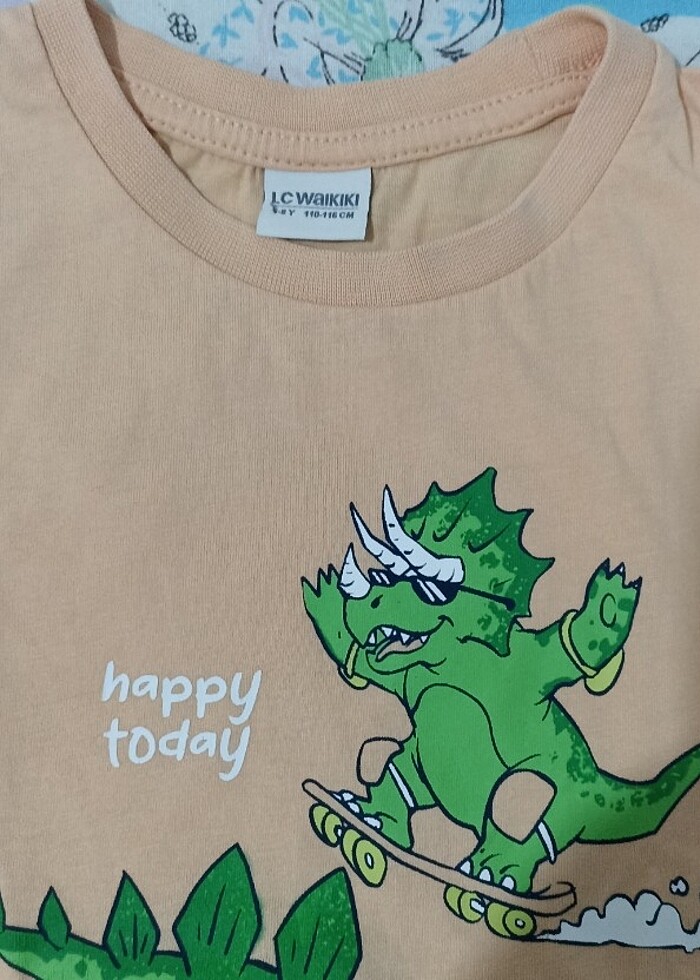 LC WAIKIKI
110-116 CM
happy
today